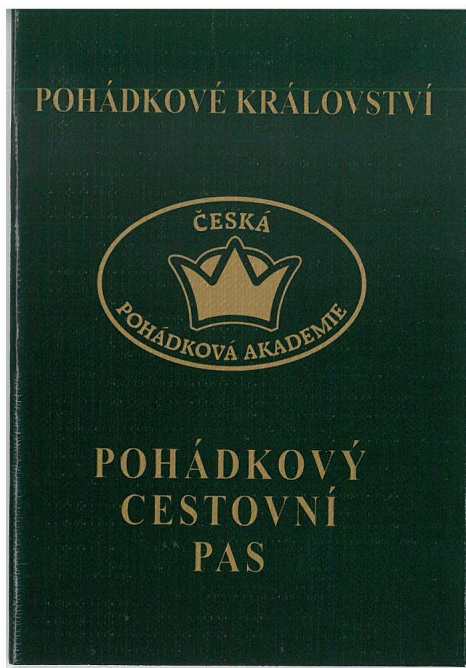 POHÁDKOVÉ KRÁLOVSTVÍ
ČESKÁ
POHÁDKOVÁ AKADEMIE
POHÁDKOVÝ
CESTOVNÍ
PAS